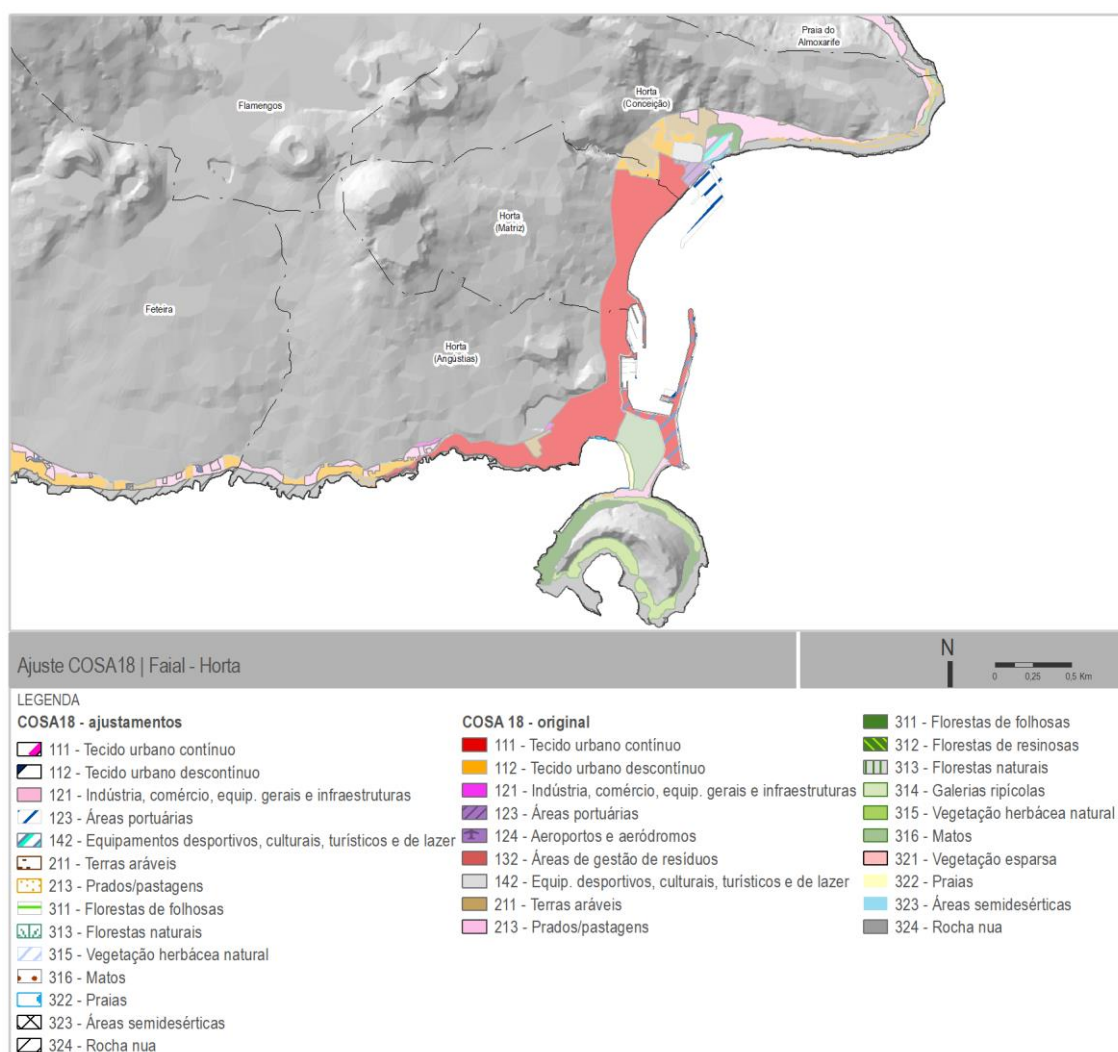 Praia do
Almoxarife
Flamengos
Horta
(Conceição)
Horta
(Matriz)
Feteira
Horta
(Angústias)
Ajuste COSA18 | Faial - Horta
N
0 0,25 0,5 Km
LEGENDA
COSA18 - ajustamentos
111 - Tecido urbano contínuo
112 - Tecido urbano descontínuo
121 - Indústria, comércio, equip. gerais e infraestruturas
123 - Áreas portuárias
142 - Equipamentos desportivos, culturais, turísticos e de lazer
211 - Terras aráveis
213 - Prados/pastagens
311 - Florestas de folhosas
313 - Florestas naturais
315 - Vegetação herbácea natural
316 - Matos
322 - Praias
323 - Áreas semidesérticas
324 - Rocha nua
COSA 18 - original
111 - Tecido urbano contínuo
112 - Tecido urbano descontínuo
121 - Indústria, comércio, equip. gerais e infraestruturas
123 - Áreas portuárias
124 - Aeroportos e aeródromos
132 - Áreas de gestão de resíduos
142 - Equip. desportivos, culturais, turísticos e de lazer
211 - Terras aráveis
213 - Prados/pastagens
311 - Florestas de folhosas
312 - Florestas de resinosas
313 - Florestas naturais
314 - Galerias ripícolas
315 - Vegetação herbácea natural
316 - Matos
321 - Vegetação esparsa
322 - Praias
323 - Áreas semidesérticas
324 - Rocha nua